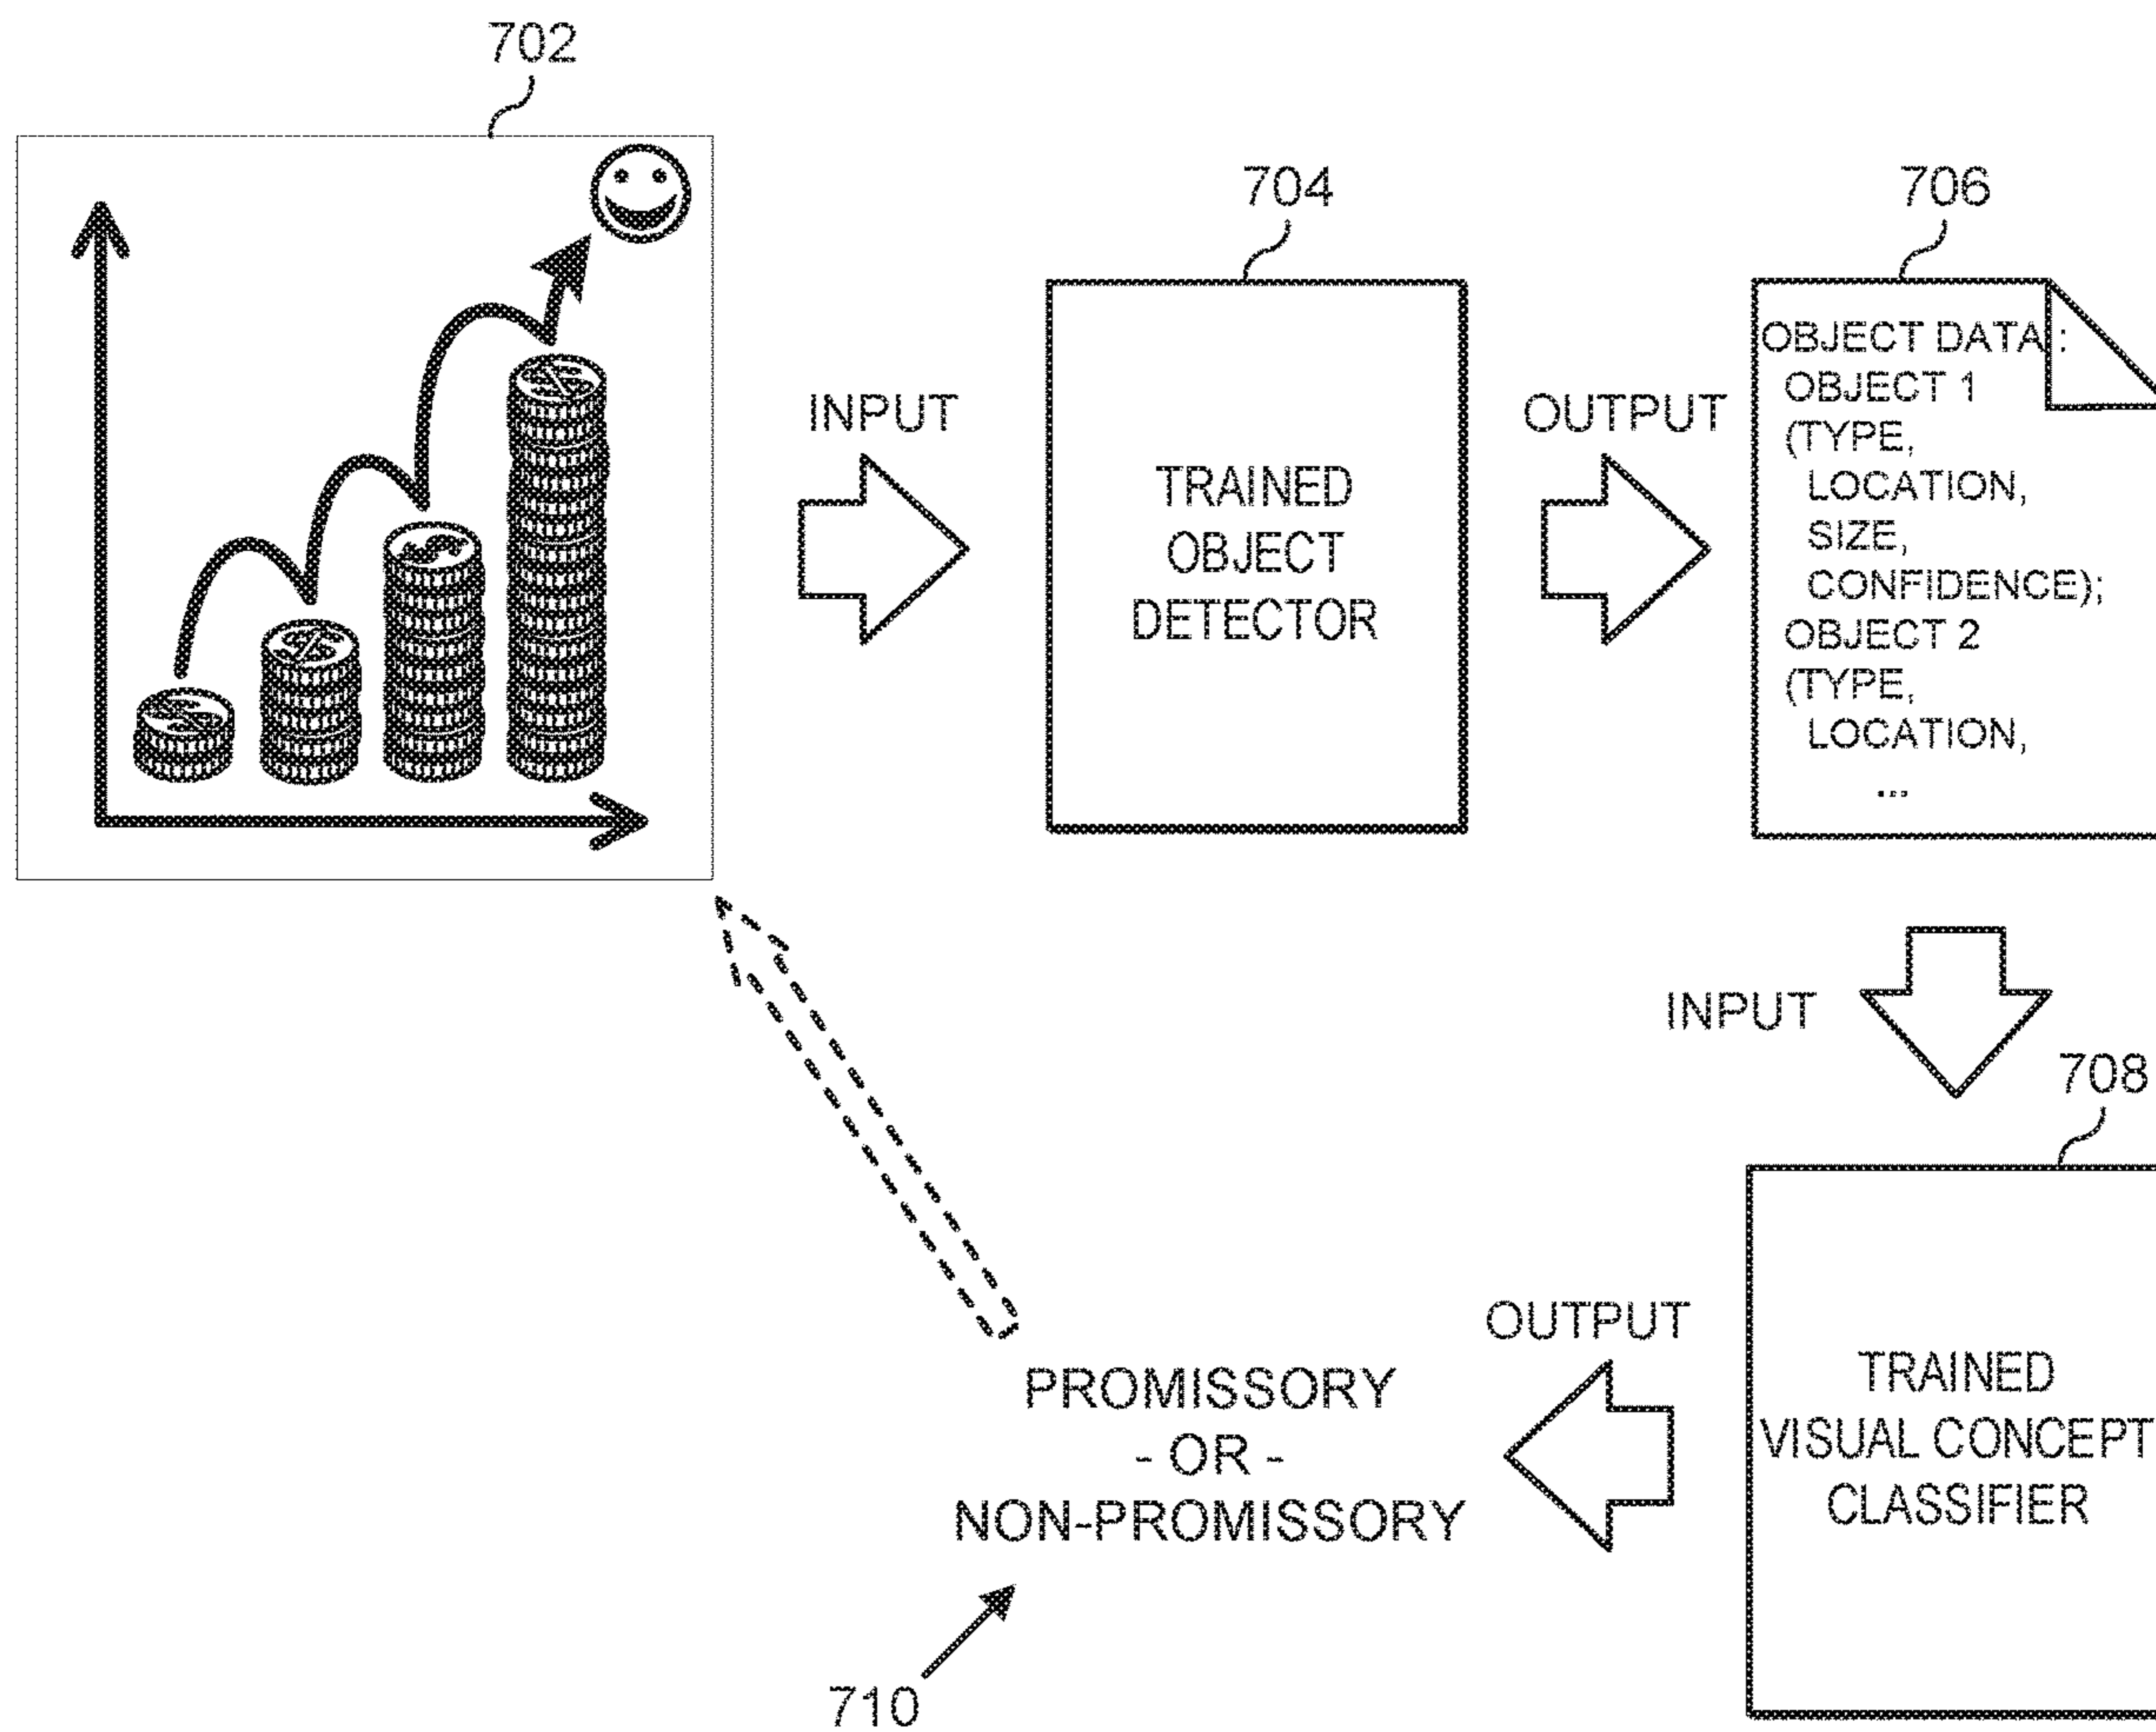 702
704
706
INPUT
TRAINED
OBJECT
DETECTOR
OUTPUT
OBJECT DATA :
OBJECT 1
(TYPE,
LOCATION,
SIZE,
CONFIDENCE);
OBJECT 2
(TYPE,
LOCATION,
...
INPUT
708
TRAINED
VISUAL CONCEPT
CLASSIFIER
OUTPUT
PROMISSORY
- OR -
NON-PROMISSORY
710
$
$
$
$